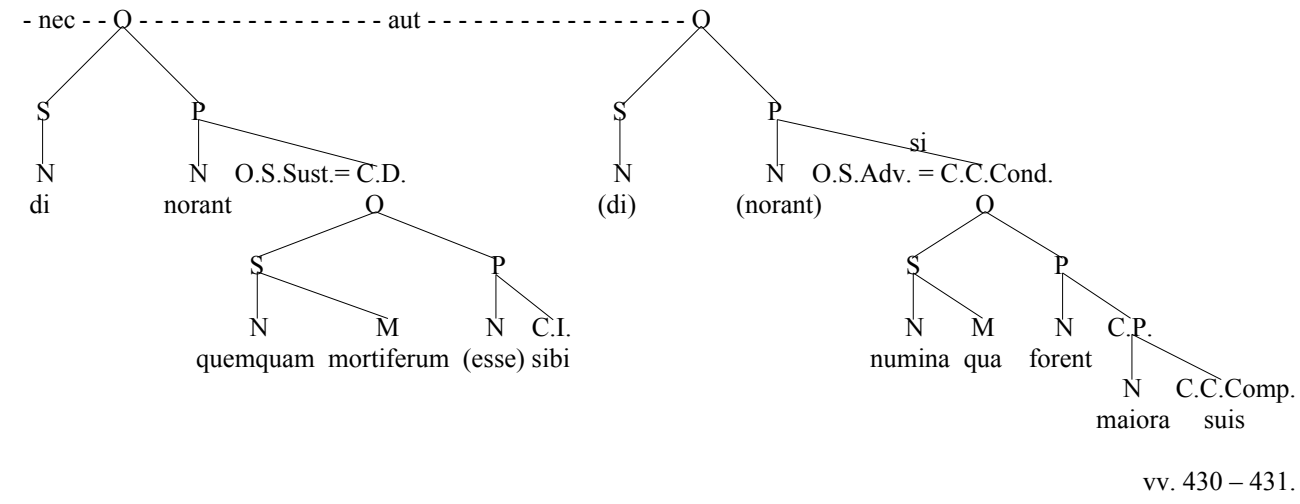 - nec - - O - - - - - - - - - - - - - - - - - - aut - - - - - - - - - - - - - - - - - - - O
S P S P
si
N N O.S.Sust.= C.D. N N O.S.Adv. = C.C.Cond.
di norant O (di) (norant) O
S P S P
N M N C.I. N M N C.P.
quemquam mortiferum (esse) sibi numina qua forent
N C.C.Comp.
maiora suis
vv. 430 – 431.